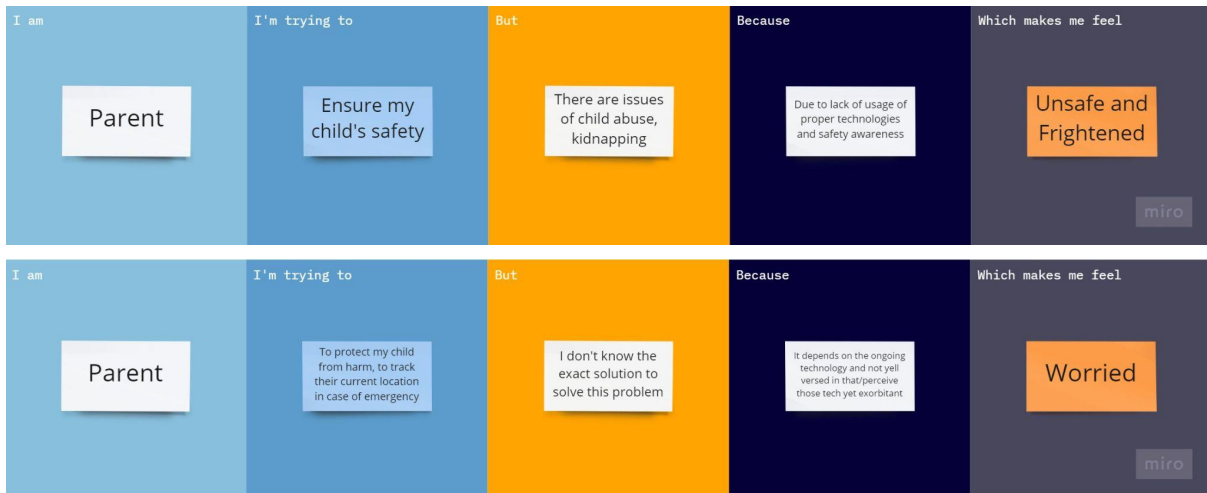 I am
I'm trying to
But
Because
Which makes me feel
Parent
Ensure my
child's safety
There are issues
of child abuse,
kidnapping
Due to lack of usage of
proper technologies
and safety awareness
Unsafe and
Frightened
miro
I am
I'm trying to
But
Because
Which makes me feel
Parent
To protect my child
from harm, to track
their current location
in case of emergency
I don't know the
exact solution to
solve this problem
It depends on the ongoing
technology and not yell
versed in that/perceive
those tech yet exorbitant
Worried
miro